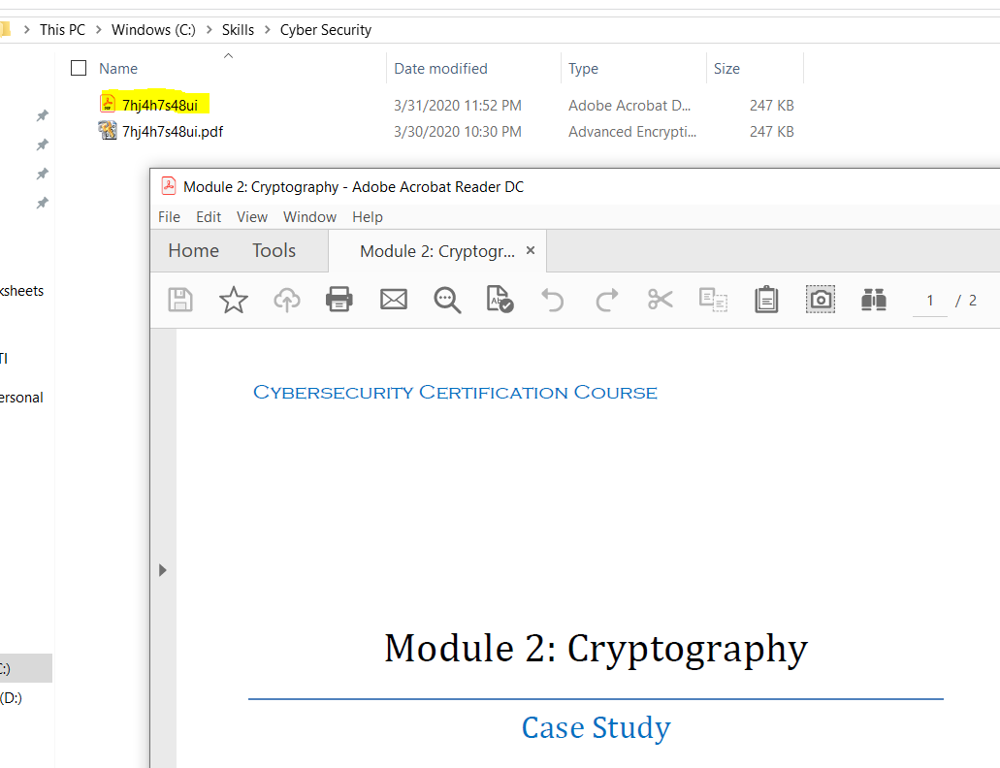 This PC > Windows (C:) > Skills > Cyber Security
Name Date modified Type Size
7hj4h7s48ui 3/31/2020 11:52 PM Adobe Acrobat D... 247 KB
7hj4h7s48ui.pdf 3/30/2020 10:30 PM Advanced Encrypti... 247 KB
Module 2: Cryptography - Adobe Acrobat Reader DC
File Edit View Window Help
Home Tools Module 2: Cryptogr... ×
1 / 2
ksheets
TI
ersonal
C:)
(D:)
Cybersecurity Certification Course
Module 2: Cryptography
Case Study